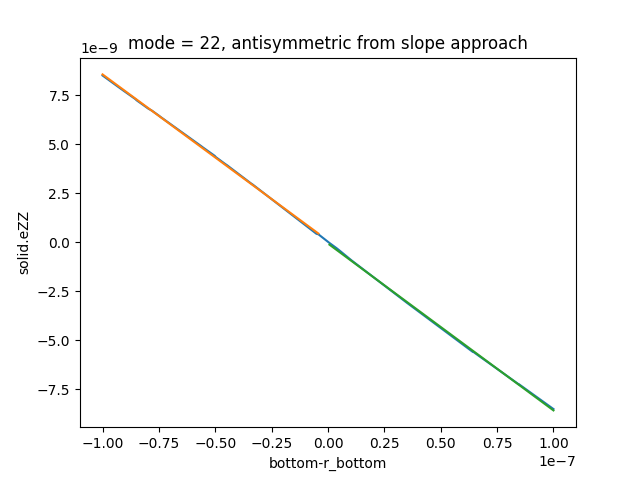 mode = 22, antisymmetric from slope approach
1e−9
7.5
5.0
2.5
0.0
−2.5
−5.0
−7.5
solid.eZZ
−1.00 −0.75 −0.50 −0.25 0.00 0.25 0.50 0.75 1.00
1e−7
bottom-r_bottom